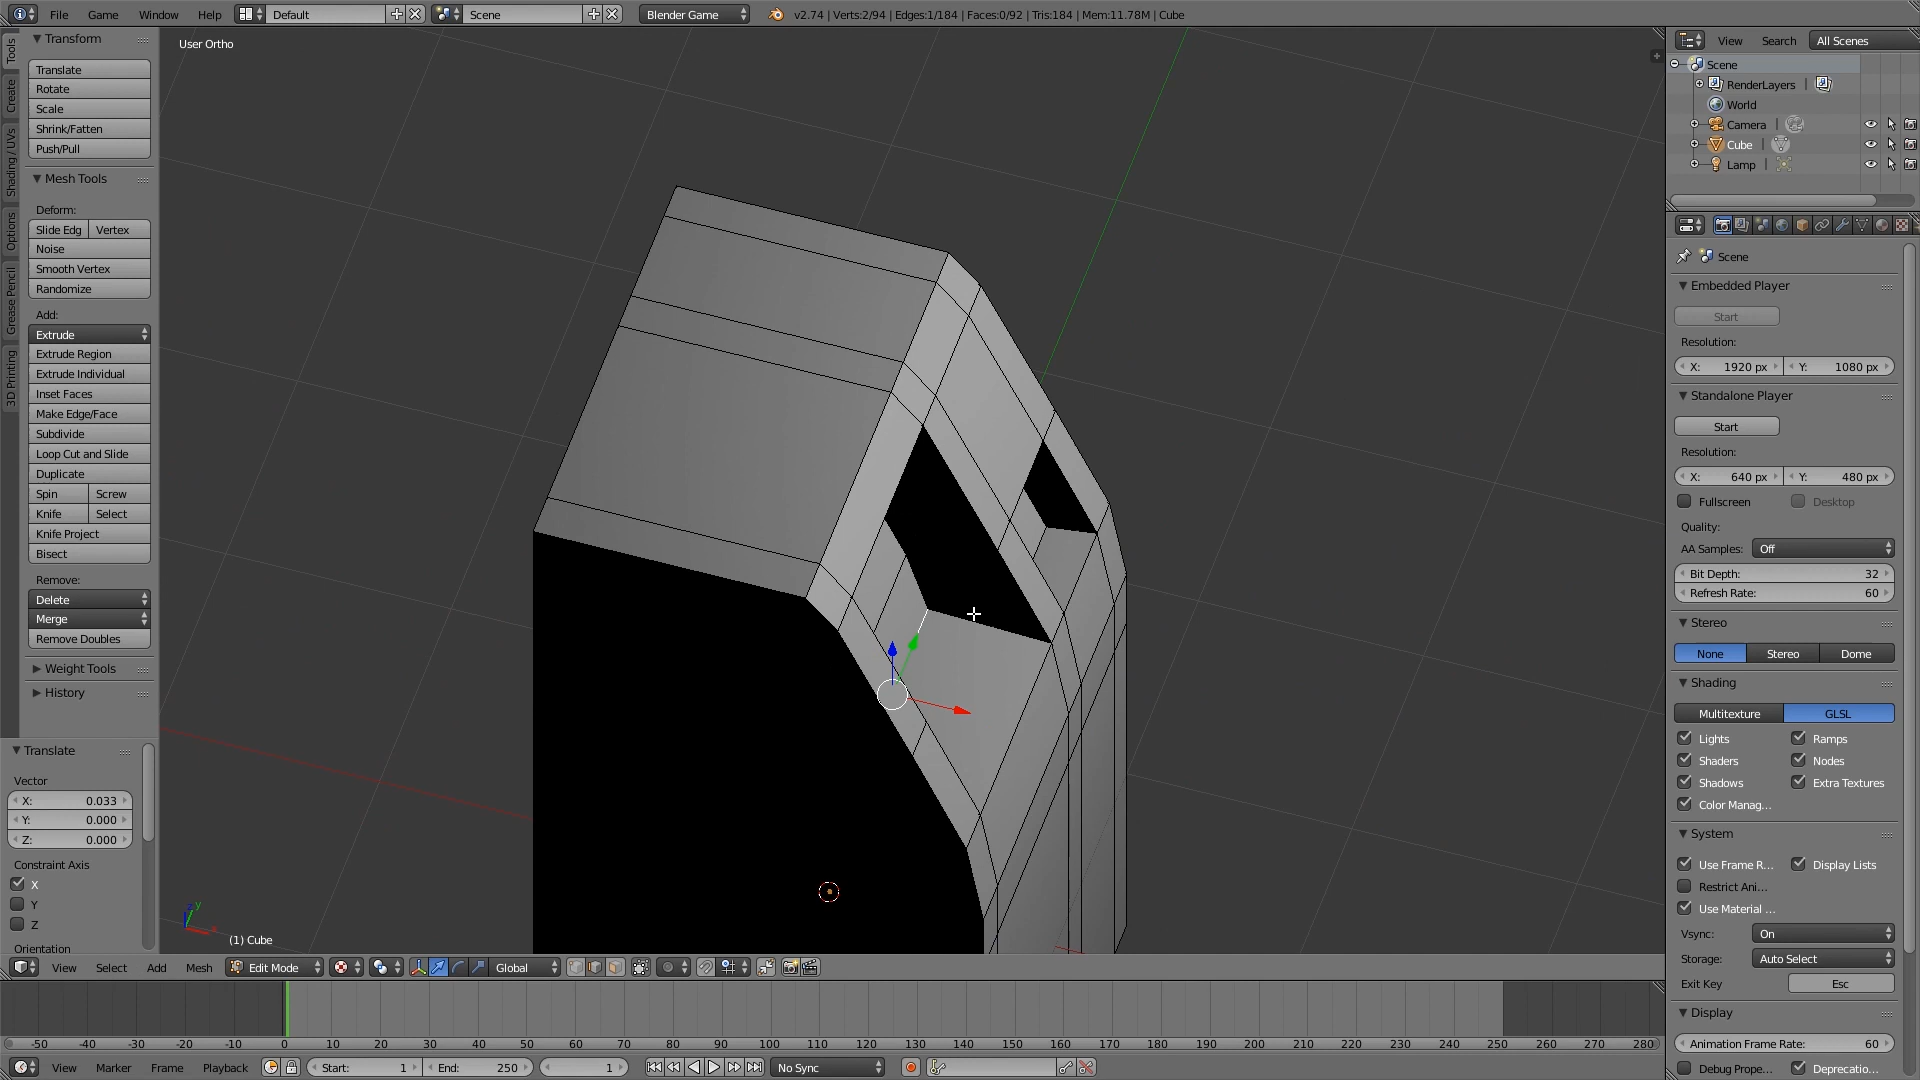 File Game Window Help Default Scene Blender Game v2.74 | Verts:2/94 | Edges:1/184 | Faces:0/92 | Tris:184 | Mem:11.78M | Cube
Tools
Create
Shading / UVs
Options
Grease Pencil
3D Printing
Transform
Translate
Rotate
Scale
Shrink/Fatten
Push/Pull
Mesh Tools
Deform:
Slide Edg Vertex
Noise
Smooth Vertex
Randomize
Add:
Extrude
Extrude Region
Extrude Individual
Inset Faces
Make Edge/Face
Subdivide
Loop Cut and Slide
Duplicate
Spin Screw
Knife Select
Knife Project
Bisect
Remove:
Delete
Merge
Remove Doubles
Weight Tools
History
Translate
Vector
X: 0.033
Y: 0.000
Z: 0.000
Constraint Axis
X
Y
Z
Orientation
User Ortho
z y
x
(1) Cube
View Select Add Mesh Edit Mode Global
-50 -40 -30 -20 -10 0 10 20 30 40 50 60 70 80 90 100 110 120 130 140 150 160 170 180 190 200 210 220 230 240 250 260 270 280
View Marker Frame Playback Start: 1 End: 250 1 No Sync
View Search All Scenes
Scene
RenderLayers |
World
Camera |
Cube |
Lamp |
Scene
Embedded Player
Start
Resolution:
X: 1920 px Y: 1080 px
Standalone Player
Start
Resolution:
X: 640 px Y: 480 px
Fullscreen Desktop
Quality:
AA Samples: Off
Bit Depth: 32
Refresh Rate: 60
Stereo
None Stereo Dome
Shading
Multitexture GLSL
Lights Ramps
Shaders Nodes
Shadows Extra Textures
Color Manag...
System
Use Frame R... Display Lists
Restrict Ani...
Use Material ...
Vsync: On
Storage: Auto Select
Exit Key Esc
Display
Animation Frame Rate: 60
Debug Prope... Deprecatio...